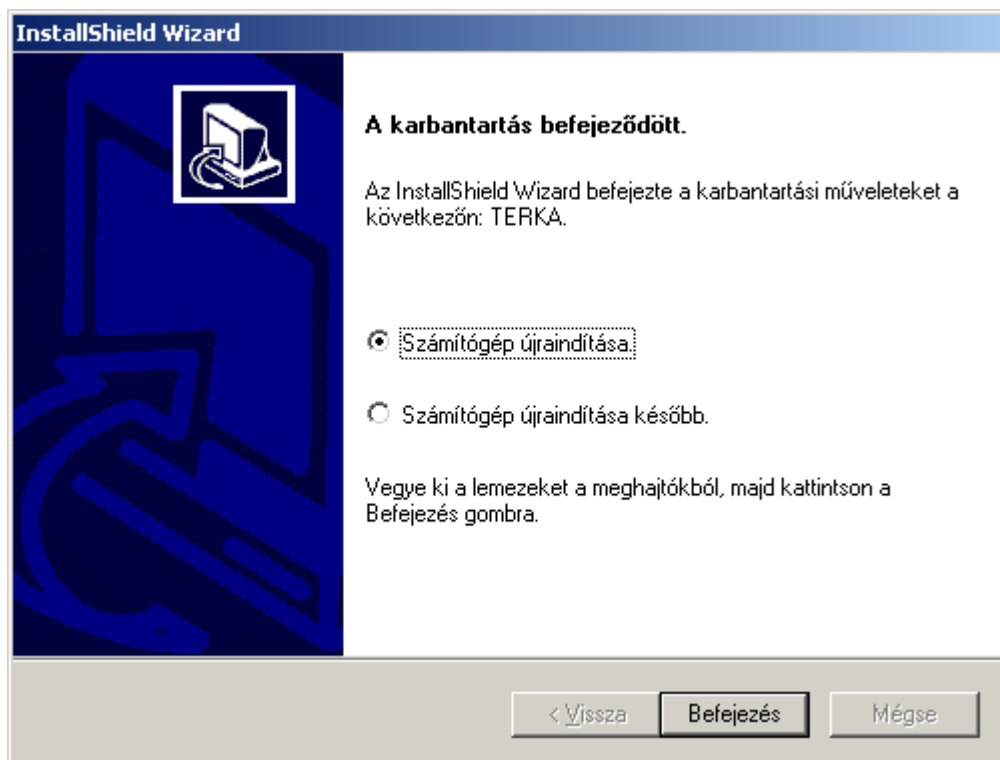 InstallShield Wizard
A karbantartás befejeződött.
Az InstallShield Wizard befejezte a karbantartási műveleteket a
következőn: TERKA.
Számítógép újraindítása.
Számítógép újraindítása később.
Vegye ki a lemezeket a meghajtókból, majd kattintson a
Befejezés gombra.
< Vissza
Befejezés
Mégse